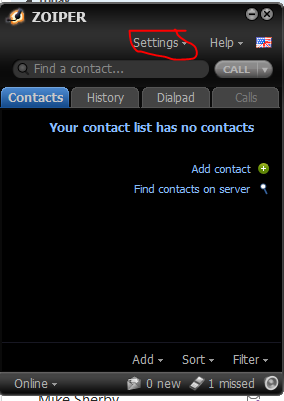 ZOIPER
Settings Help
Find a contact... CALL
Contacts History Dialpad Calls
Your contact list has no contacts
Add contact
Find contacts on server
Add Sort Filter
Online 0 new 1 missed
Mike Sherby